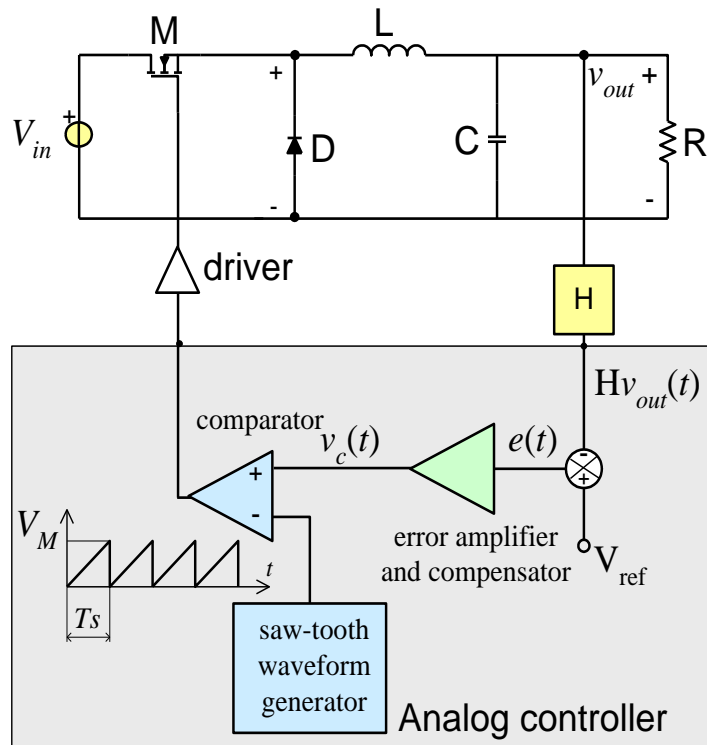 M
L
+
+
V_in
+
D
C
v_out
+
R
-
-
driver
H
Hv_out(t)
comparator
v_c(t)
e(t)
+
-
-
+
V_M
t
Ts
error amplifier
and compensator
V_ref
saw-tooth
waveform
generator
Analog controller